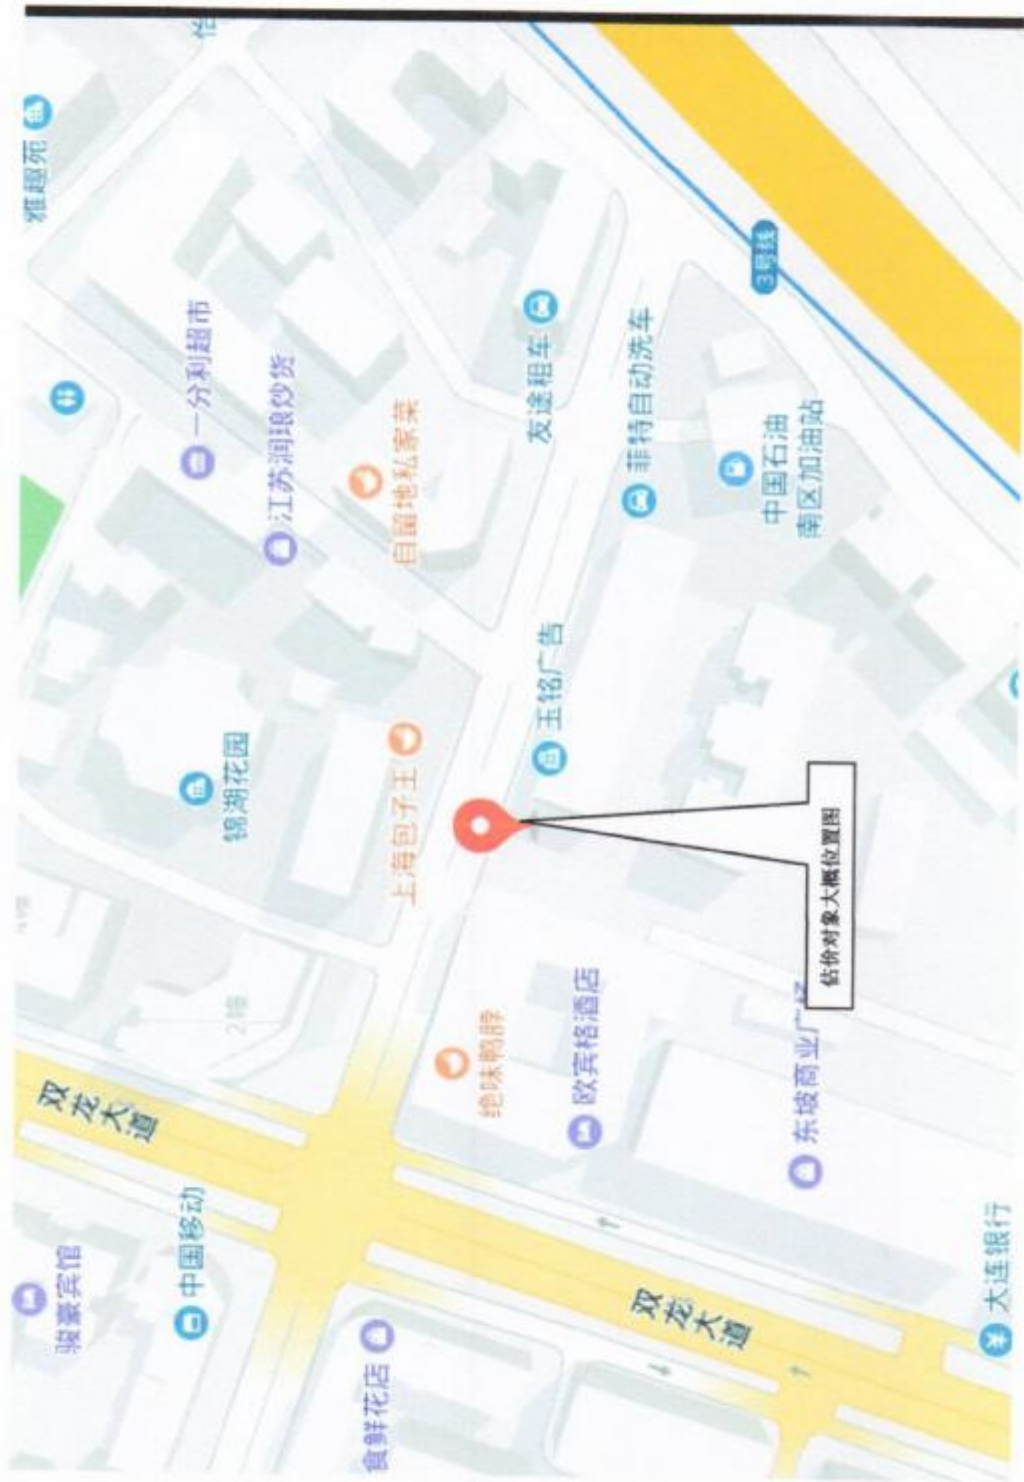 骏豪宾馆
中国移动
食鲜花店
双龙大道
双龙大道
大连银行
21幢
锦湖花园
上海包子王
绝味鸭脖
欧宾格酒店
东坡商业广场
估价对象大概位置图
玉铭广告
雅趣苑
怡
一分利超市
江苏润琅炒货
自留地私家菜
友途租车
菲特自动洗车
中国石油
南区加油站
3号线